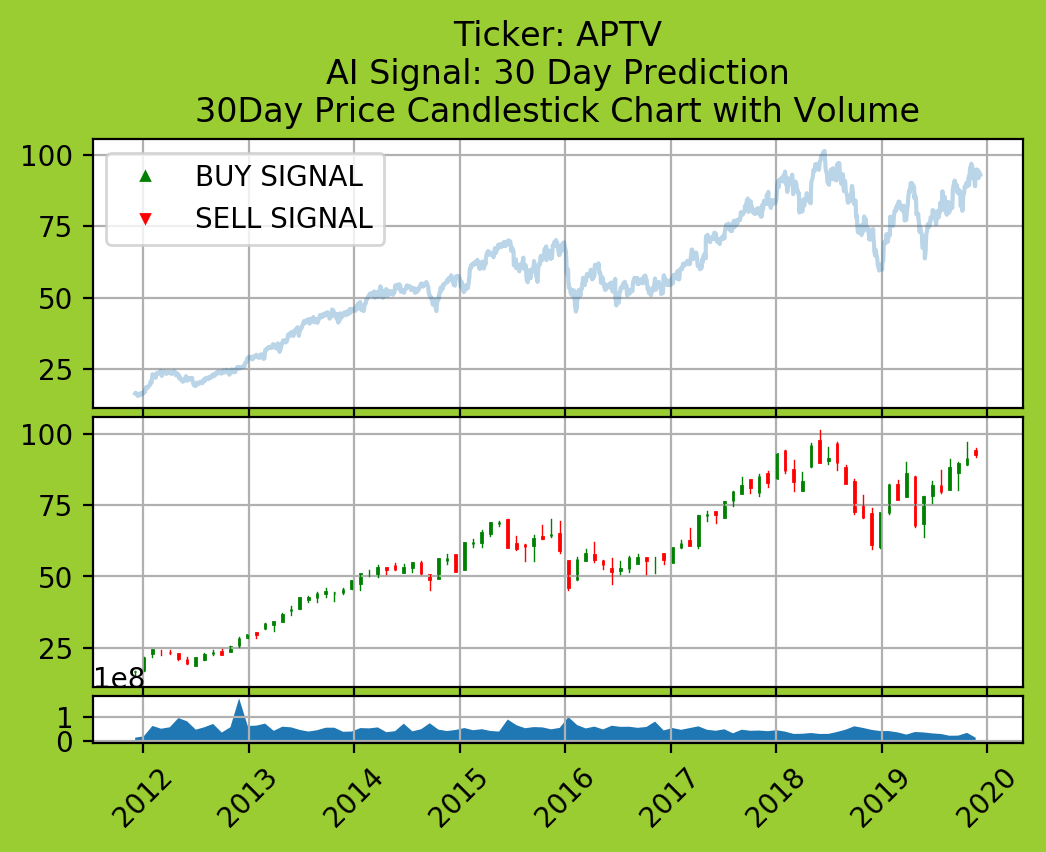 Ticker: APTV
AI Signal: 30 Day Prediction
30Day Price Candlestick Chart with Volume
100
75
50
25
BUY SIGNAL
SELL SIGNAL
100
75
50
25
1e8
1
0
2012 2013 2014 2015 2016 2017 2018 2019 2020